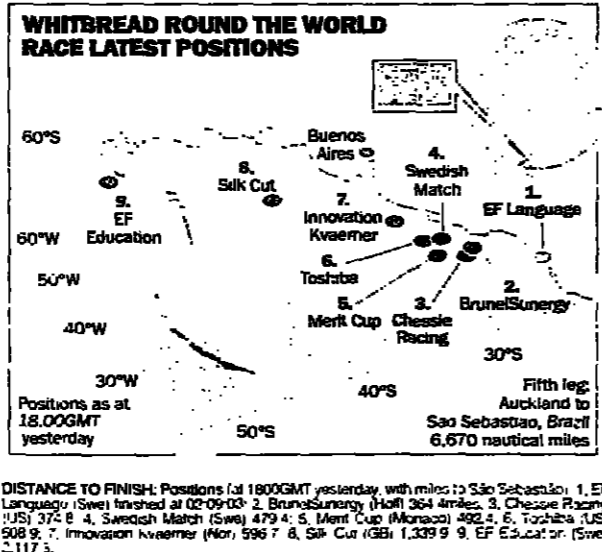 WHITBREAD ROUND THE WORLD
RACE LATEST POSITIONS
60°S
Buenos
Aires
4.
Swedish
Match
8.
Silk Cut
1.
EF Language
9.
EF
Education
7.
Innovation
Kvaerner
60°W
6.
Toshiba
50°W
5.
Merit Cup
3.
Chessie
Racing
2.
BrunelSunergy
40°W
30°S
30°W
40°S
50°S
Positions as at
18.00GMT
yesterday
Fifth leg:
Auckland to
Sao Sebastiao, Brazil
6,670 nautical miles
DISTANCE TO FINISH: Positions (at 1800GMT yesterday, with miles to São Sebastião) 1, EF
Language (Swe) finished at 02-09-03; 2, BrunelSunergy (Holl) 364.4miles, 3, Chessie Racing
(US) 374 8 4, Swedish Match (Swe) 479 4; 5, Merit Cup (Monaco) 492.4, 6, Toshiba (US)
508 9; 7, Innovation Kvaerner (Nor) 596 7 8, Silk Cut (GB) 1,339 9 9, EF Education (Swe)
2,117 5.